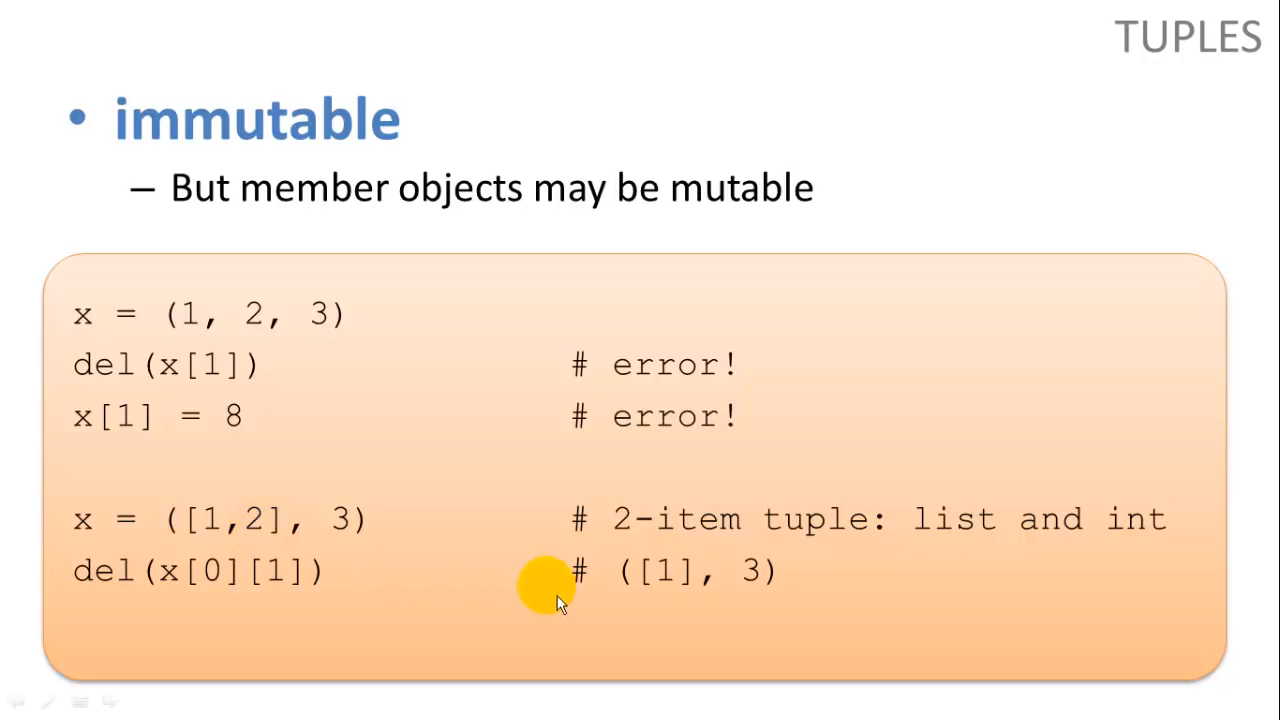 TUPLES
• immutable
– But member objects may be mutable
x = (1, 2, 3)
del(x[1]) # error!
x[1] = 8 # error!
x = ([1,2], 3) # 2-item tuple: list and int
del(x[0][1]) # ([1], 3)